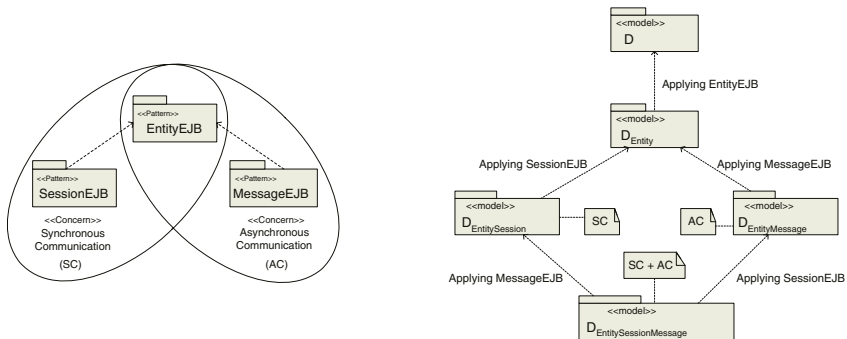 <<Pattern>>
EntityEJB
<<Pattern>>
SessionEJB
<<Pattern>>
MessageEJB
<<Concern>>
Synchronous
Communication
(SC)
<<Concern>>
Asynchronous
Communication
(AC)
<<model>>
D
Applying EntityEJB
<<model>>
DEntity
Applying SessionEJB
Applying MessageEJB
<<model>>
DEntitySession
SC
AC
<<model>>
DEntityMessage
Applying MessageEJB
SC + AC
Applying SessionEJB
<<model>>
DEntitySessionMessage